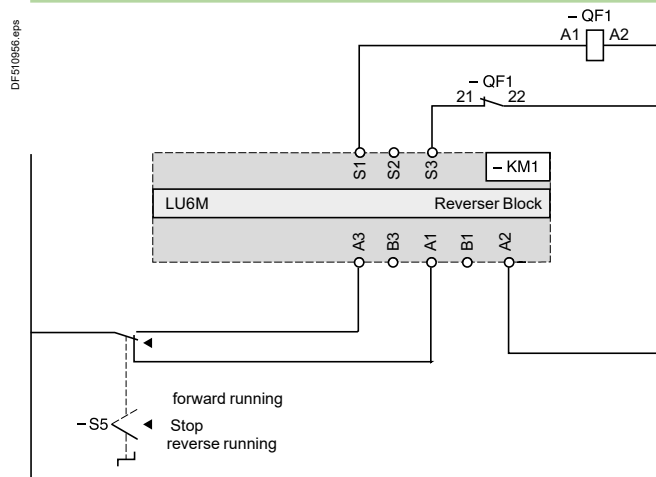 DF510956.eps
– QF1
A1 A2
– QF1
21 22
S1 S2 S3
– KM1
LU6M Reverser Block
A3 B3 A1 B1 A2
forward running
– S5 Stop
reverse running